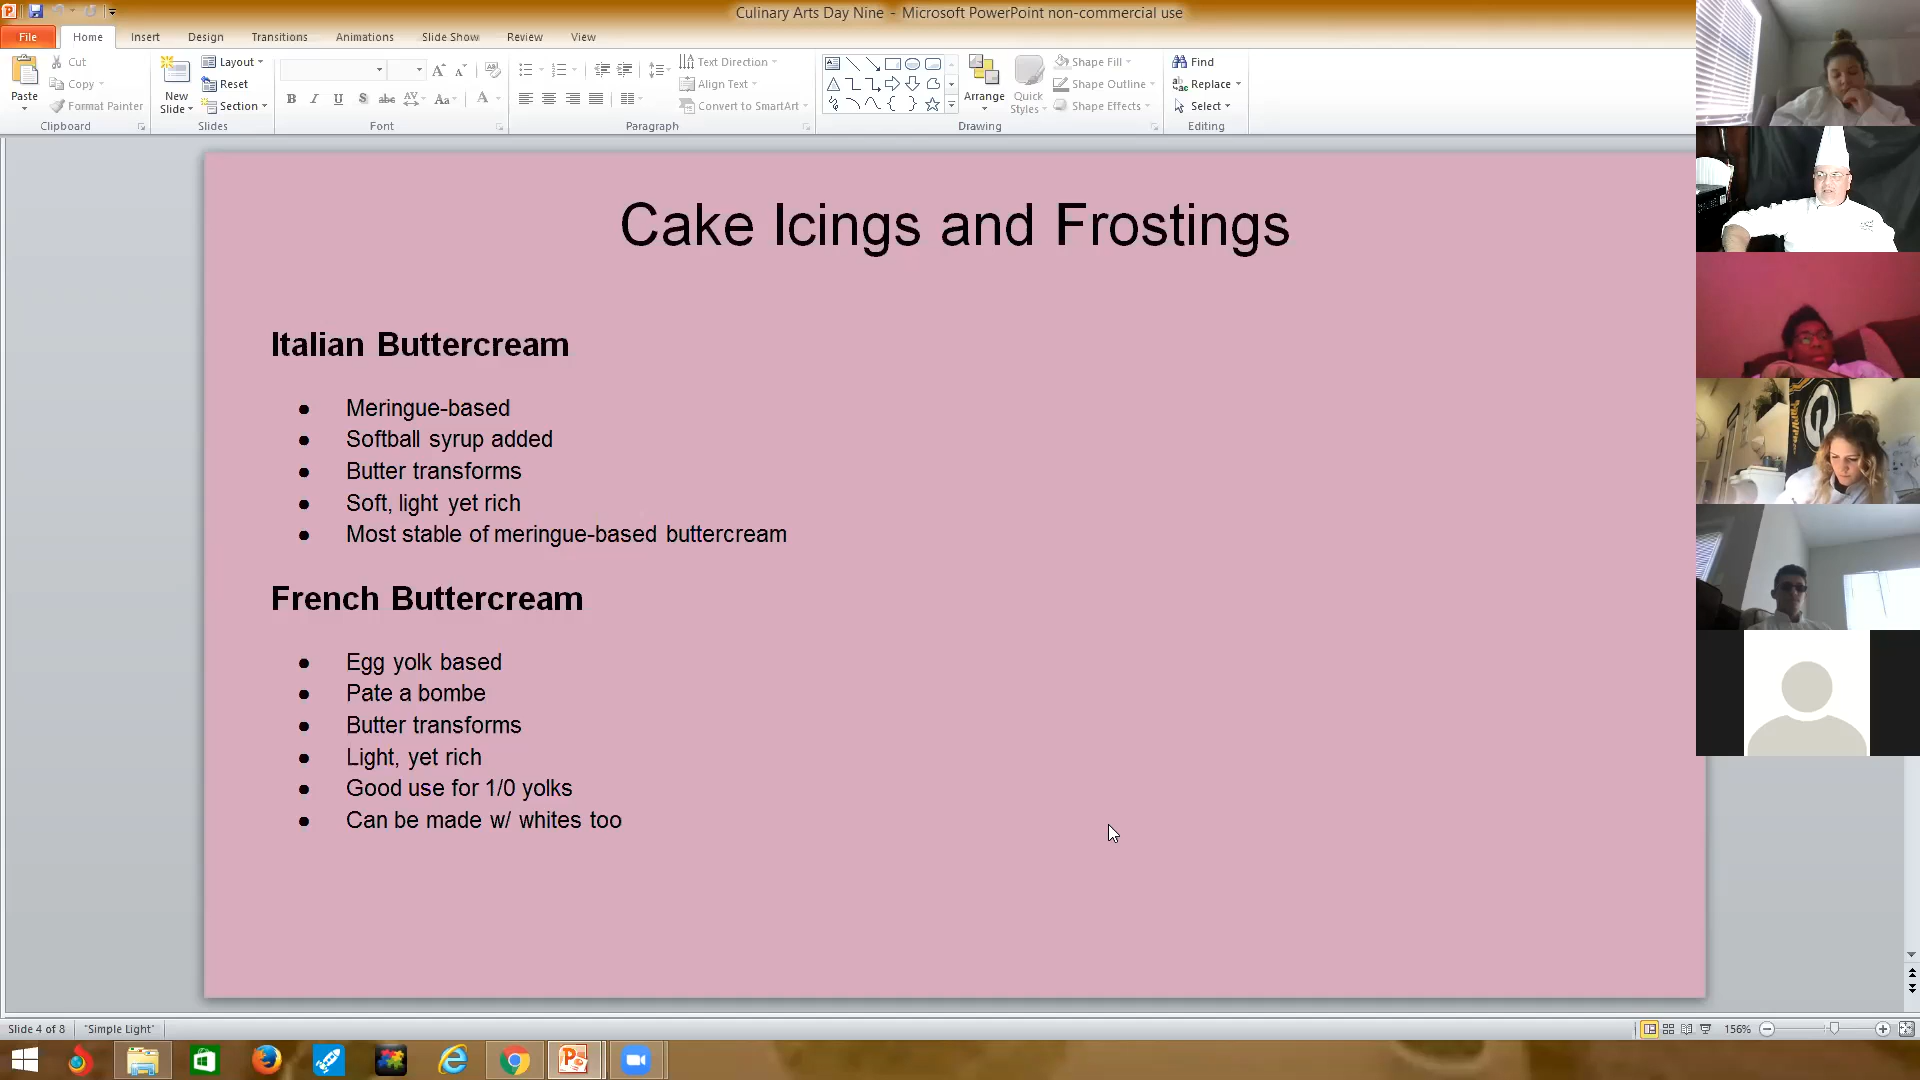 Culinary Arts Day Nine - Microsoft PowerPoint non-commercial use
File Home Insert Design Transitions Animations Slide Show Review View
Paste
Cut
Copy
Format Painter
Clipboard
New Slide
Layout
Reset
Section
Slides
B I U S abc AV Aa A
Font
Text Direction
Align Text
Convert to SmartArt
Paragraph
Arrange
Quick Styles
Shape Fill
Shape Outline
Shape Effects
Drawing
Find
Replace
Select
Editing
Cake Icings and Frostings
Italian Buttercream
● Meringue-based
● Softball syrup added
● Butter transforms
● Soft, light yet rich
● Most stable of meringue-based buttercream
French Buttercream
● Egg yolk based
● Pate a bombe
● Butter transforms
● Light, yet rich
● Good use for 1/0 yolks
● Can be made w/ whites too
Slide 4 of 8 "Simple Light" 156%